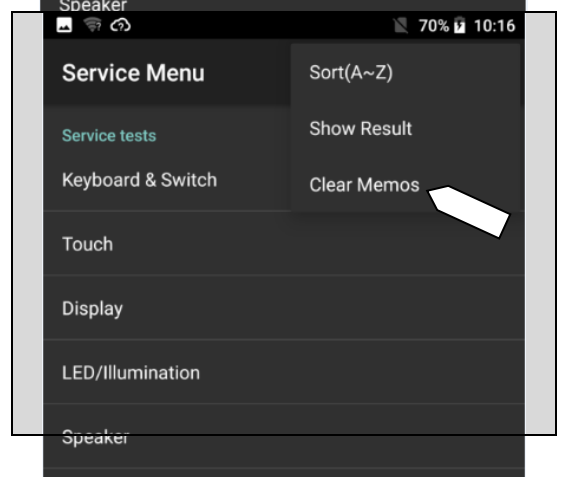 Speaker
70% 10:16
Service Menu
Sort(A~Z)
Show Result
Clear Memos
Service tests
Keyboard & Switch
Touch
Display
LED/Illumination
Speaker